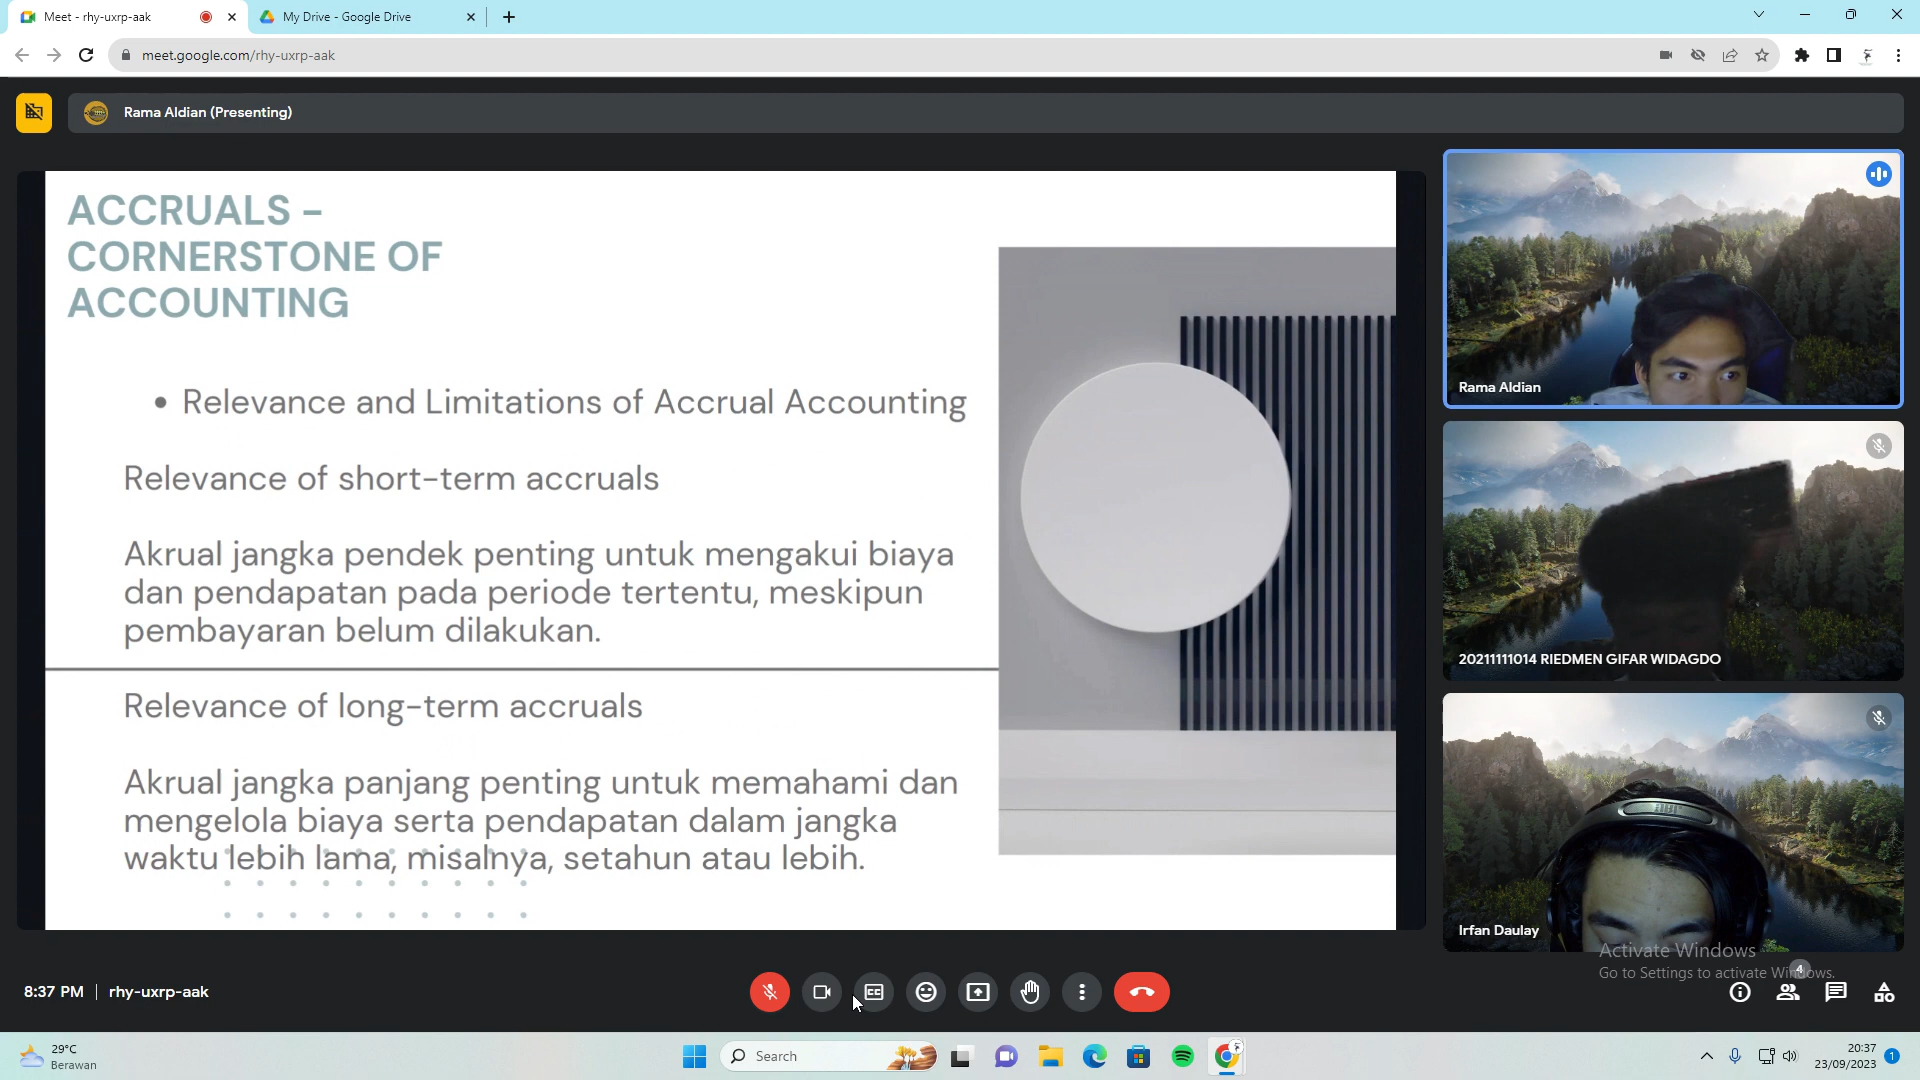 Meet - rhy-uxrp-aak
My Drive - Google Drive
meet.google.com/rhy-uxrp-aak
Rama Aldian (Presenting)
ACCRUALS –
CORNERSTONE OF
ACCOUNTING
• Relevance and Limitations of Accrual Accounting
Relevance of short-term accruals
Akrual jangka pendek penting untuk mengakui biaya
dan pendapatan pada periode tertentu, meskipun
pembayaran belum dilakukan.
Relevance of long-term accruals
Akrual jangka panjang penting untuk memahami dan
mengelola biaya serta pendapatan dalam jangka
waktu lebih lama, misalnya, setahun atau lebih.
Rama Aldian
20211111014 RIEDMEN GIFAR WIDAGDO
Irfan Daulay
Activate Windows
Go to Settings to activate Windows.
4
8:37 PM | rhy-uxrp-aak
29°C
Berawan
Search
20:37
23/09/2023
1